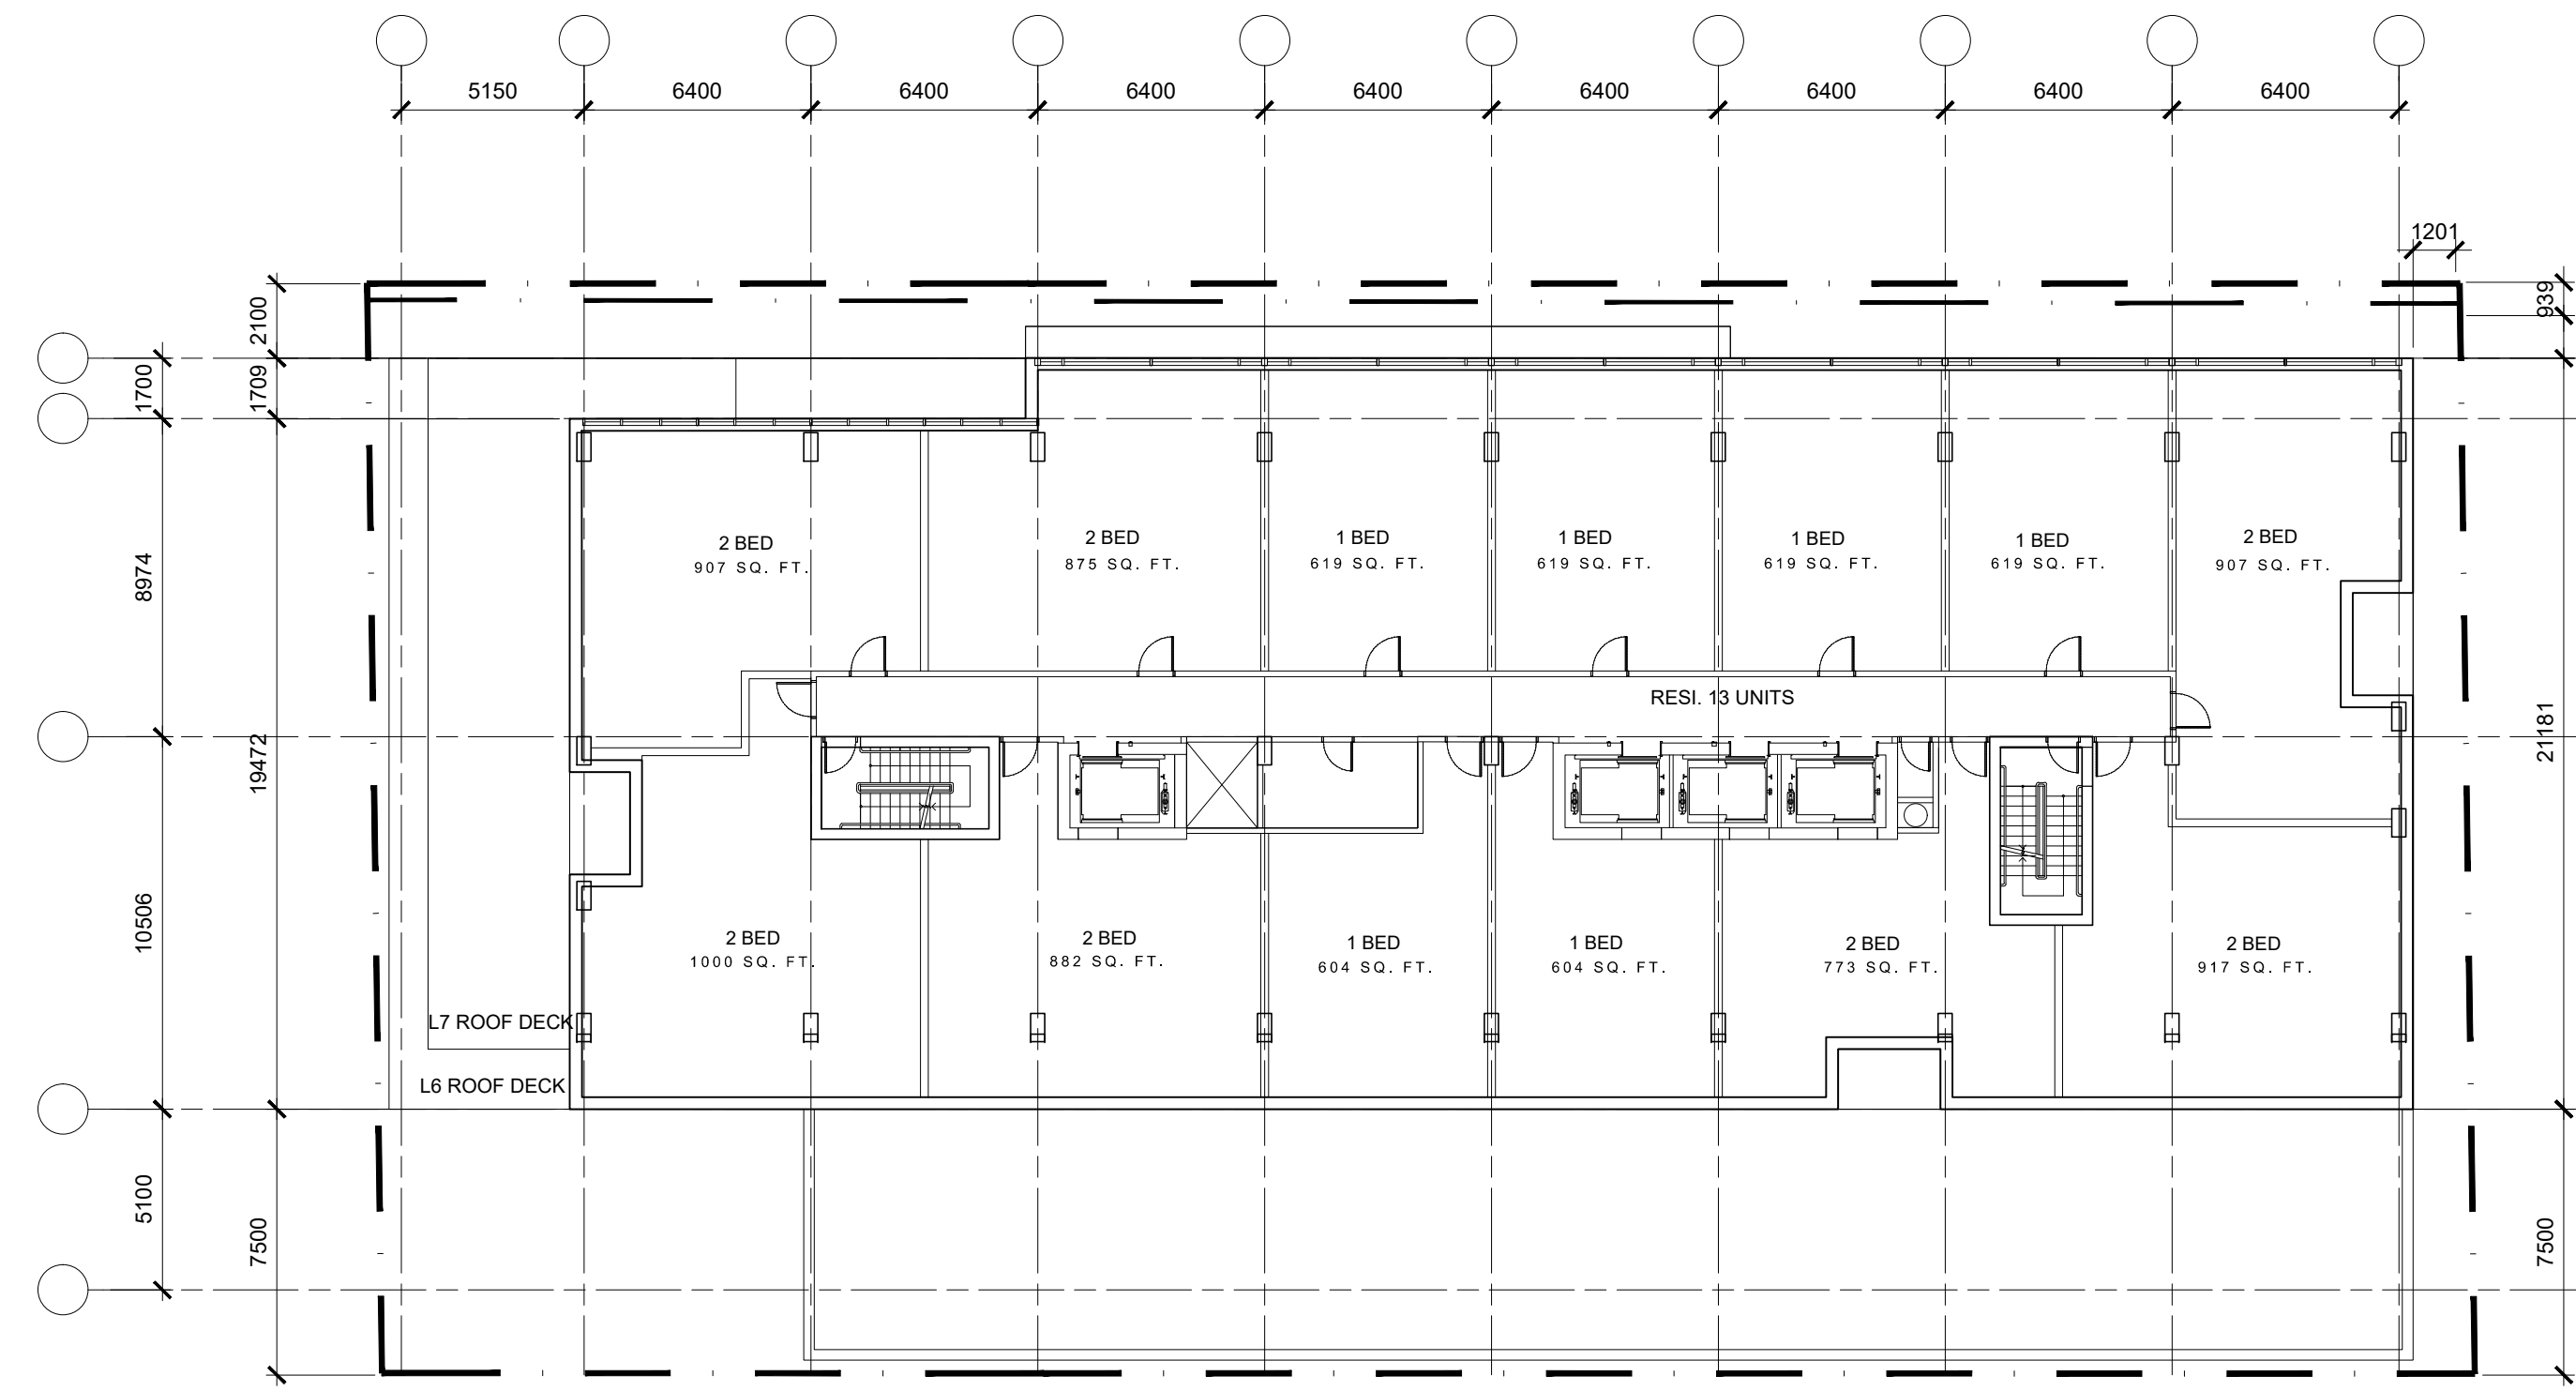 5150 6400 6400 6400 6400 6400 6400 6400 6400
1201
939
2100
1700
1709
8974
19472
21181
10506
5100
7500
7500
2 BED
907 SQ. FT.
2 BED
875 SQ. FT.
1 BED
619 SQ. FT.
1 BED
619 SQ. FT.
1 BED
619 SQ. FT.
1 BED
619 SQ. FT.
2 BED
907 SQ. FT.
RESI. 13 UNITS
2 BED
1000 SQ. FT.
2 BED
882 SQ. FT.
1 BED
604 SQ. FT.
1 BED
604 SQ. FT.
2 BED
773 SQ. FT.
2 BED
917 SQ. FT.
L7 ROOF DECK
L6 ROOF DECK